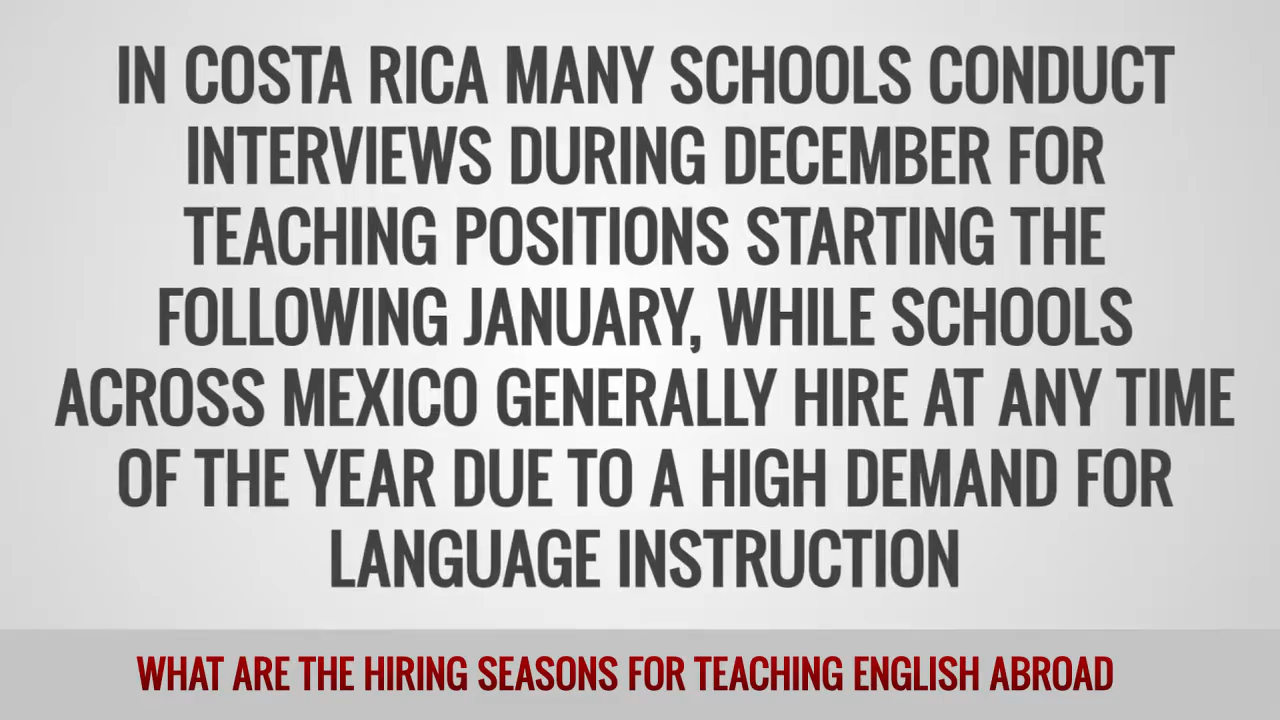 IN COSTA RICA MANY SCHOOLS CONDUCT
INTERVIEWS DURING DECEMBER FOR
TEACHING POSITIONS STARTING THE
FOLLOWING JANUARY, WHILE SCHOOLS
ACROSS MEXICO GENERALLY HIRE AT ANY TIME
OF THE YEAR DUE TO A HIGH DEMAND FOR
LANGUAGE INSTRUCTION
WHAT ARE THE HIRING SEASONS FOR TEACHING ENGLISH ABROAD